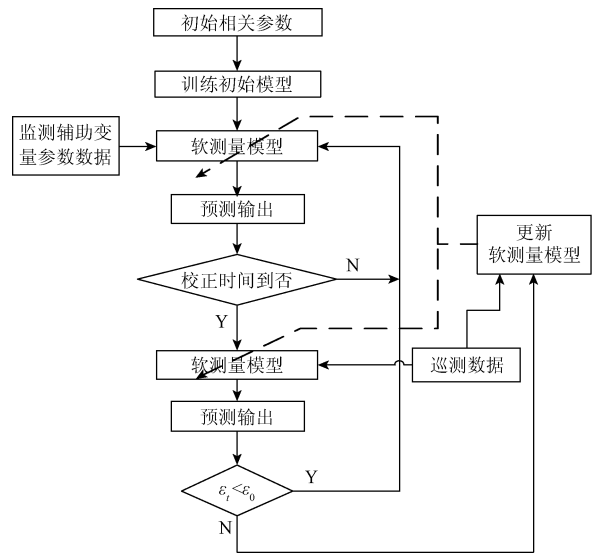 初始相关参数
训练初始模型
监测辅助变
量参数数据
软测量模型
预测输出
更新
软测量模型
校正时间到否
N
Y
软测量模型
巡测数据
预测输出
Y
εt<ε0
N